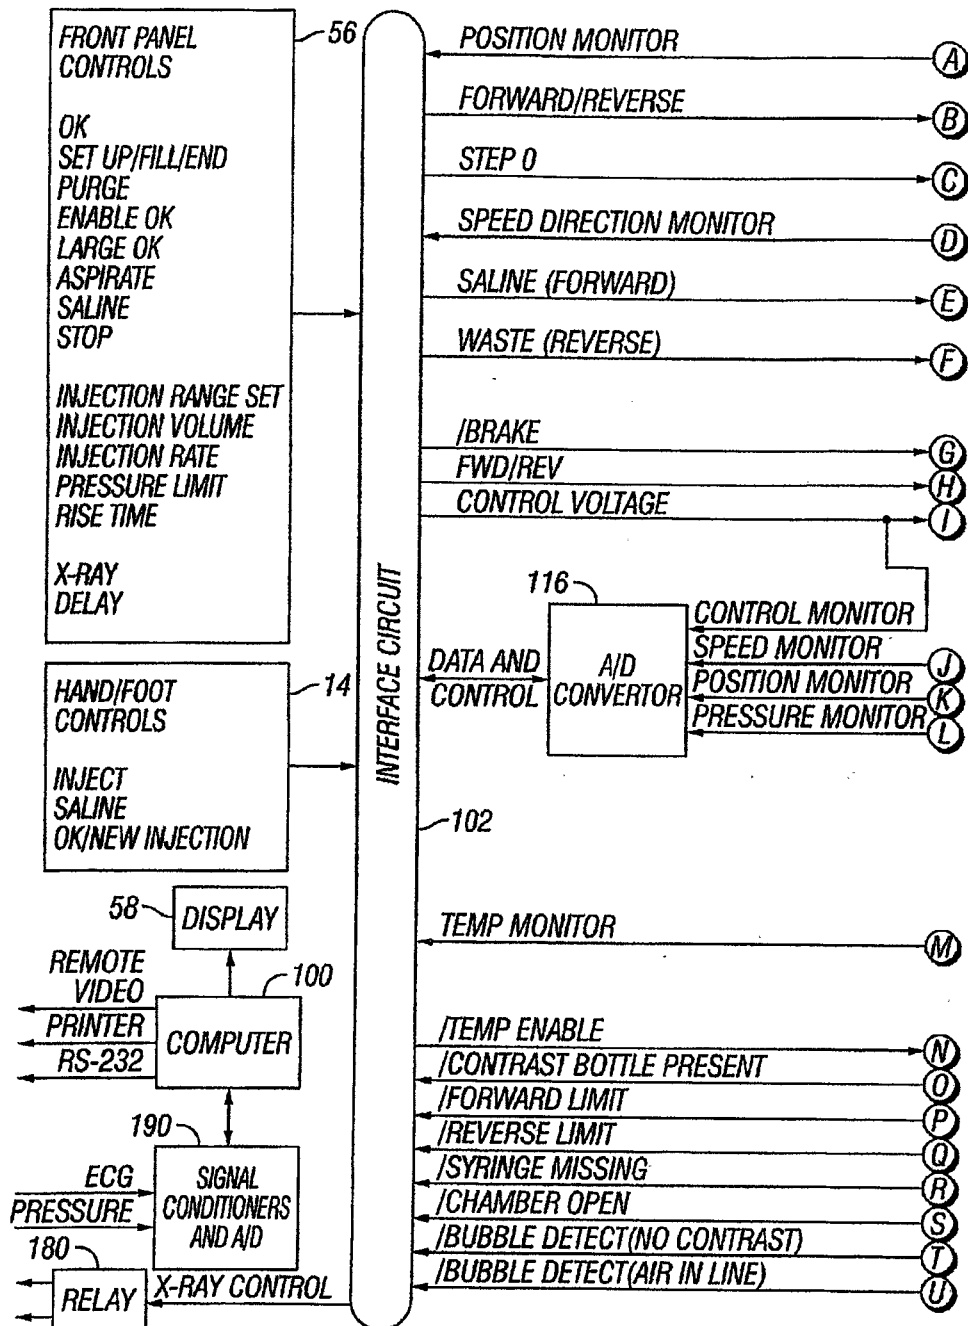 FRONT PANEL
CONTROLS
OK
SET UP/FILL/END
PURGE
ENABLE OK
LARGE OK
ASPIRATE
SALINE
STOP
INJECTION RANGE SET
INJECTION VOLUME
INJECTION RATE
PRESSURE LIMIT
RISE TIME
X-RAY
DELAY
56
HAND/FOOT
CONTROLS
INJECT
SALINE
OK/NEW INJECTION
14
58
DISPLAY
REMOTE
VIDEO
PRINTER
RS-232
100
COMPUTER
190
ECG
PRESSURE
SIGNAL
CONDITIONERS
AND A/D
180
RELAY
X-RAY CONTROL
INTERFACE CIRCUIT
102
POSITION MONITOR
A
FORWARD/REVERSE
B
STEP 0
C
SPEED DIRECTION MONITOR
D
SALINE (FORWARD)
E
WASTE (REVERSE)
F
/BRAKE
G
FWD/REV
H
CONTROL VOLTAGE
I
116
DATA AND
CONTROL
A/D
CONVERTOR
CONTROL MONITOR
SPEED MONITOR
J
POSITION MONITOR
K
PRESSURE MONITOR
L
TEMP MONITOR
M
/TEMP ENABLE
N
/CONTRAST BOTTLE PRESENT
O
/FORWARD LIMIT
P
/REVERSE LIMIT
Q
/SYRINGE MISSING
R
/CHAMBER OPEN
S
/BUBBLE DETECT(NO CONTRAST)
T
/BUBBLE DETECT(AIR IN LINE)
U